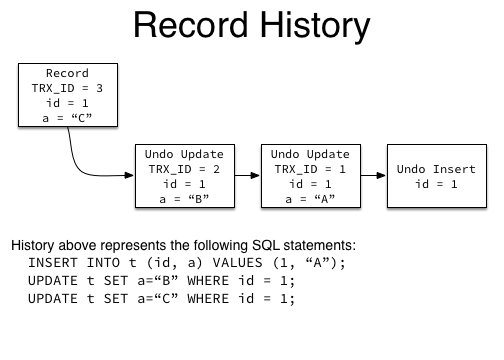 Record History
Record
TRX_ID = 3
id = 1
a = “C”
Undo Update
TRX_ID = 2
id = 1
a = “B”
Undo Update
TRX_ID = 1
id = 1
a = “A”
Undo Insert
id = 1
History above represents the following SQL statements:
INSERT INTO t (id, a) VALUES (1, “A”);
UPDATE t SET a=“B” WHERE id = 1;
UPDATE t SET a=“C” WHERE id = 1;